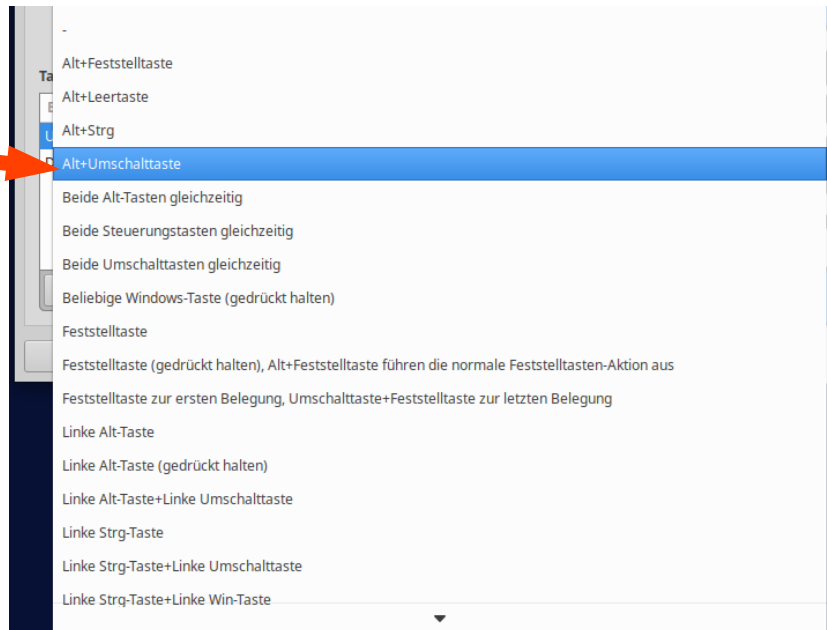 -
Alt+Feststelltaste
Ta
Alt+Leertaste
Alt+Strg
Alt+Umschalttaste
Beide Alt-Tasten gleichzeitig
Beide Steuerungstasten gleichzeitig
Beide Umschalttasten gleichzeitig
Beliebige Windows-Taste (gedrückt halten)
Feststelltaste
Feststelltaste (gedrückt halten), Alt+Feststelltaste führen die normale Feststelltasten-Aktion aus
Feststelltaste zur ersten Belegung, Umschalttaste+Feststelltaste zur letzten Belegung
Linke Alt-Taste
Linke Alt-Taste (gedrückt halten)
Linke Alt-Taste+Linke Umschalttaste
Linke Strg-Taste
Linke Strg-Taste+Linke Umschalttaste
Linke Strg-Taste+Linke Win-Taste